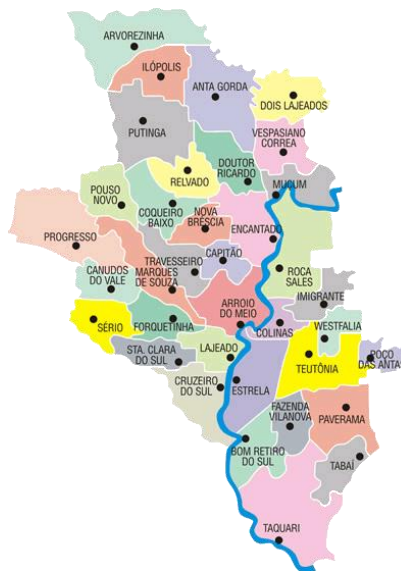 ARVOREZINHA
ILÓPOLIS
ANTA GORDA
DOIS LAJEADOS
PUTINGA
VESPASIANO
CORREA
DOUTOR
RICARDO
RELVADO
MUÇUM
POUSO
NOVO
COQUEIRO
BAIXO
NOVA
BRÉSCIA
ENCANTADO
PROGRESSO
CAPITÃO
TRAVESSEIRO
ROCA
SALES
CANUDOS
DO VALE
MARQUES
DE SOUZA
IMIGRANTE
ARROIO
DO MEIO
SÉRIO
FORQUETINHA
COLINAS
WESTFALIA
STA. CLARA
DO SUL
LAJEADO
TEUTÔNIA
POÇO
DAS ANTAS
CRUZEIRO
DO SUL
ESTRELA
FAZENDA
VILANOVA
PAVERAMA
BOM RETIRO
DO SUL
TABAÍ
TAQUARI